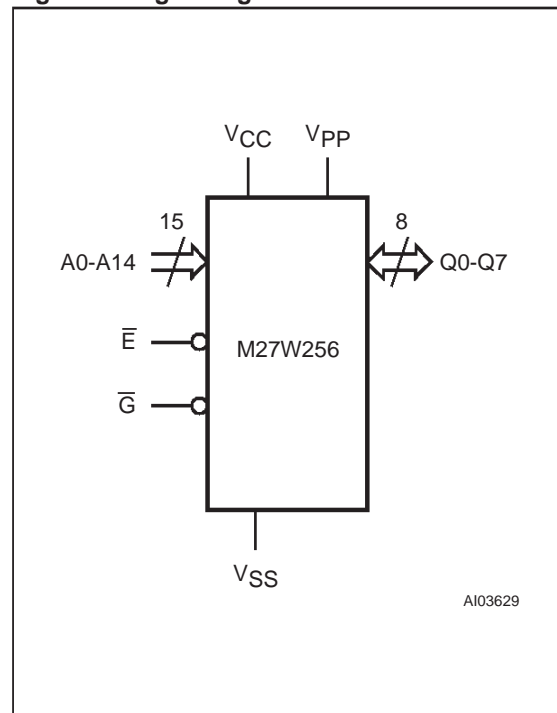 VCC VPP
15 8
A0-A14 Q0-Q7
E̅ M27W256
G̅
VSS
AI03629